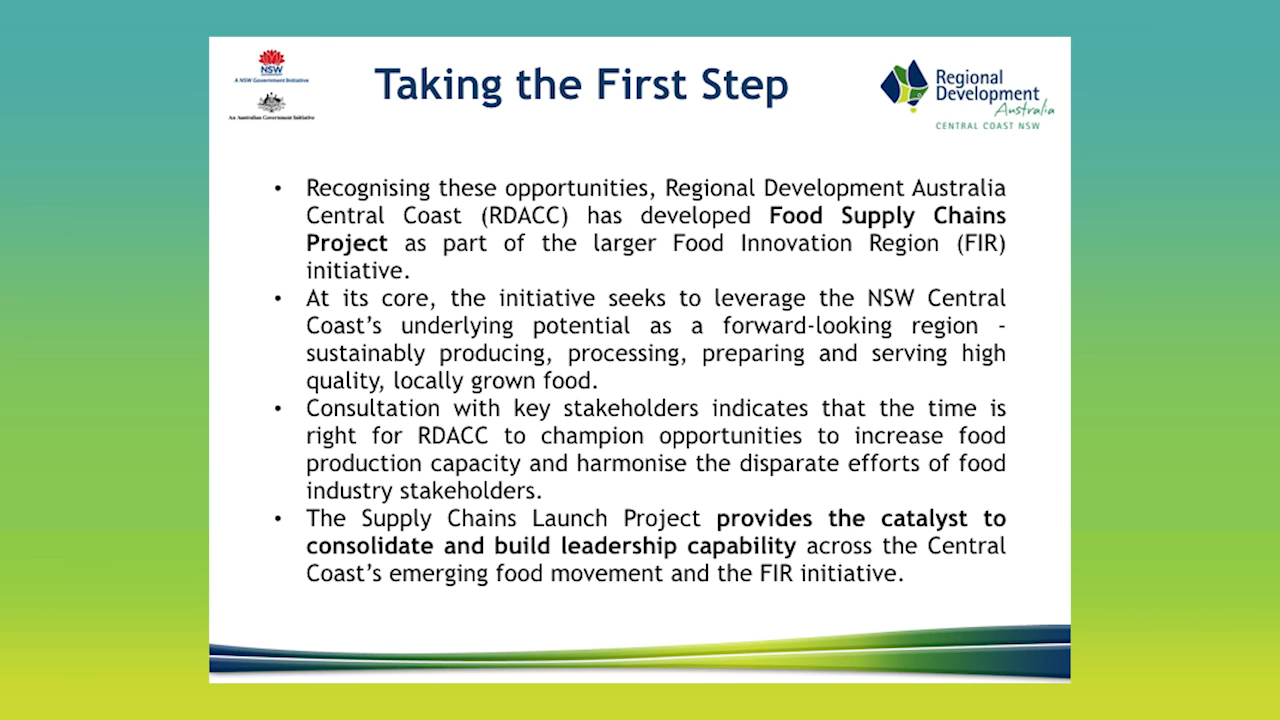 NSW
A NSW Government Initiative
An Australian Government Initiative
Taking the First Step
Regional
Development
Australia
CENTRAL COAST NSW
• Recognising these opportunities, Regional Development Australia
Central Coast (RDACC) has developed Food Supply Chains
Project as part of the larger Food Innovation Region (FIR)
initiative.
• At its core, the initiative seeks to leverage the NSW Central
Coast’s underlying potential as a forward-looking region -
sustainably producing, processing, preparing and serving high
quality, locally grown food.
• Consultation with key stakeholders indicates that the time is
right for RDACC to champion opportunities to increase food
production capacity and harmonise the disparate efforts of food
industry stakeholders.
• The Supply Chains Launch Project provides the catalyst to
consolidate and build leadership capability across the Central
Coast’s emerging food movement and the FIR initiative.